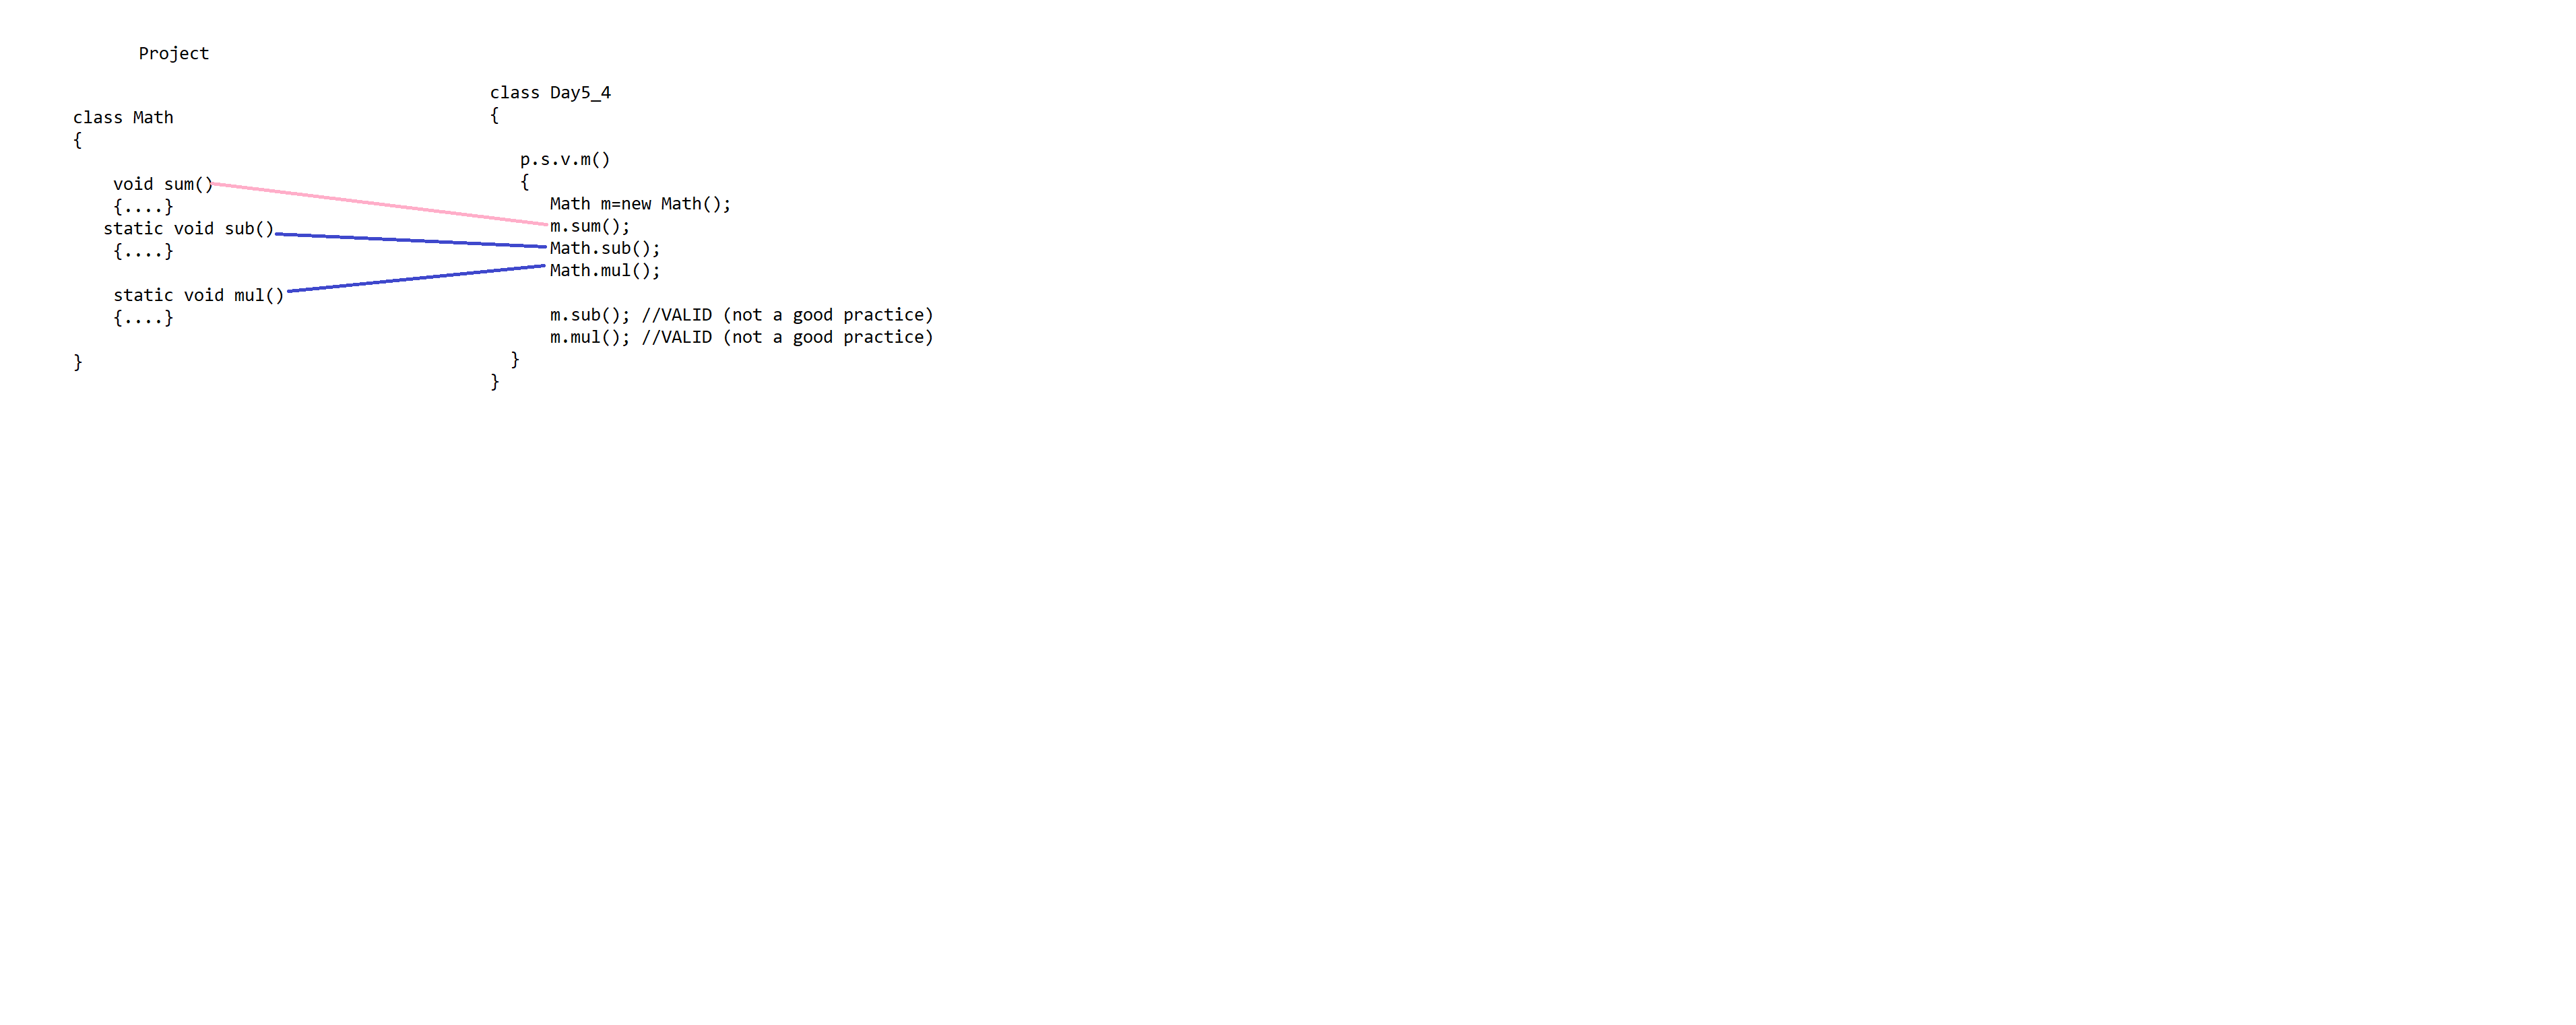 Project
class Math
{
void sum()
{....}
static void sub()
{....}
static void mul()
{....}
}
class Day5_4
{
p.s.v.m()
{
Math m=new Math();
m.sum();
Math.sub();
Math.mul();
m.sub(); //VALID (not a good practice)
m.mul(); //VALID (not a good practice)
}
}